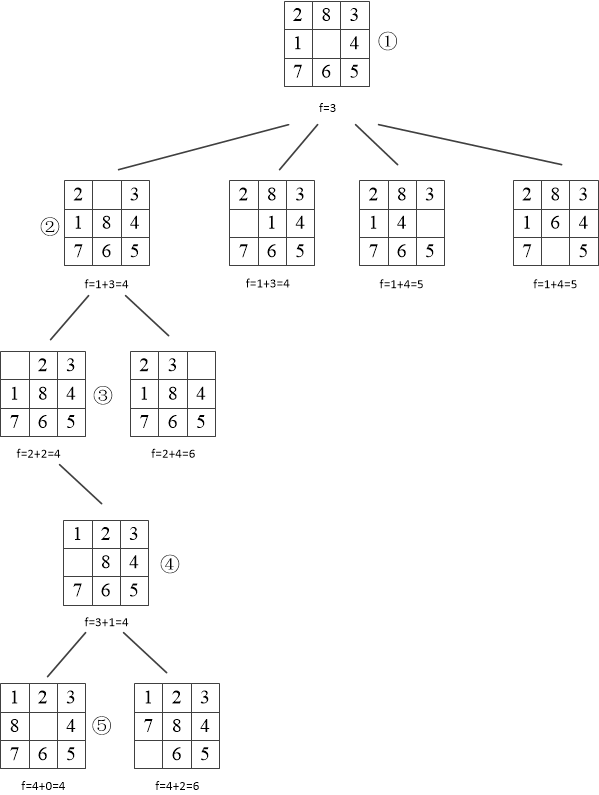 2 8 3
1 4 ①
7 6 5
f=3
2 3
② 1 8 4
7 6 5
f=1+3=4
2 8 3
1 4
7 6 5
f=1+3=4
2 8 3
1 4
7 6 5
f=1+4=5
2 8 3
1 6 4
7 5
f=1+4=5
2 3
1 8 4 ③
7 6 5
f=2+2=4
2 3
1 8 4
7 6 5
f=2+4=6
1 2 3
8 4 ④
7 6 5
f=3+1=4
1 2 3
8 4 ⑤
7 6 5
f=4+0=4
1 2 3
7 8 4
6 5
f=4+2=6